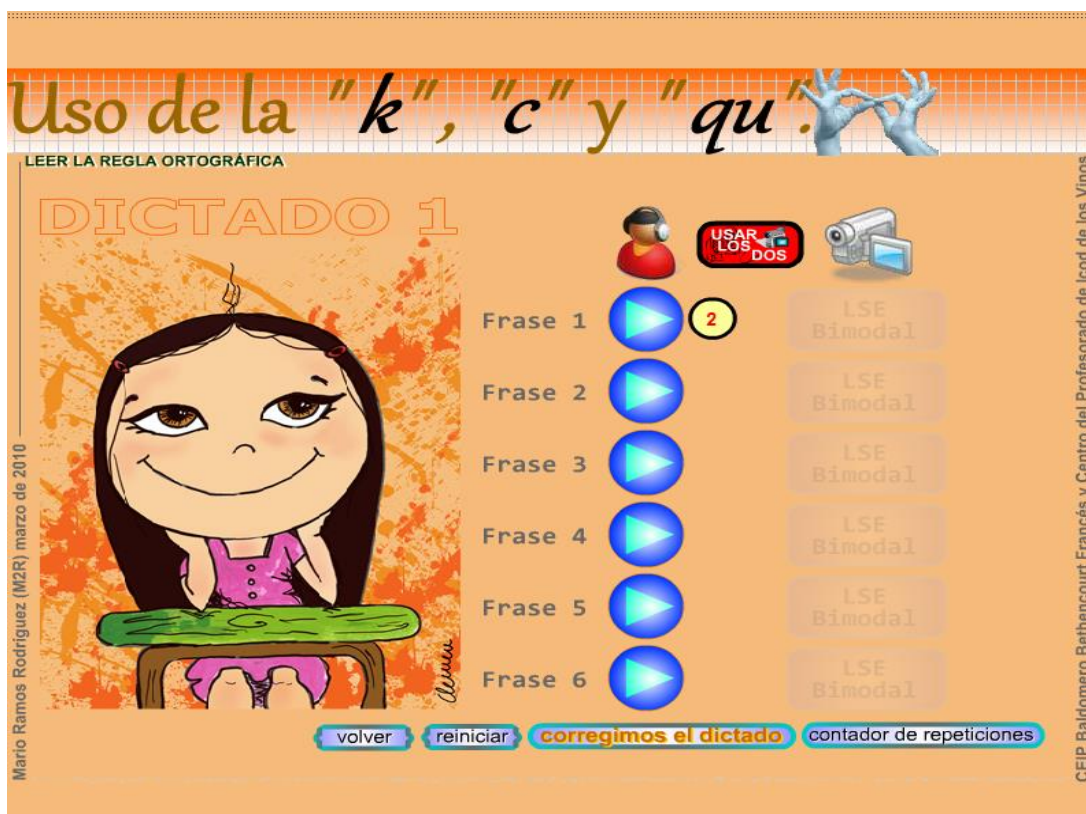 Uso de la "k", "c" y "qu".
LEER LA REGLA ORTOGRÁFICA
DICTADO 1
USAR
LOS
DOS
Frase 1
2
LSE
Bimodal
Frase 2
LSE
Bimodal
Frase 3
LSE
Bimodal
Frase 4
LSE
Bimodal
Frase 5
LSE
Bimodal
Frase 6
LSE
Bimodal
volver
reiniciar
corregimos el dictado
contador de repeticiones
Mario Ramos Rodríguez (M2R) marzo de 2010
CEIP Baldomero Bethencourt Francés y Centro del Profesorado de Icod de las Vinos